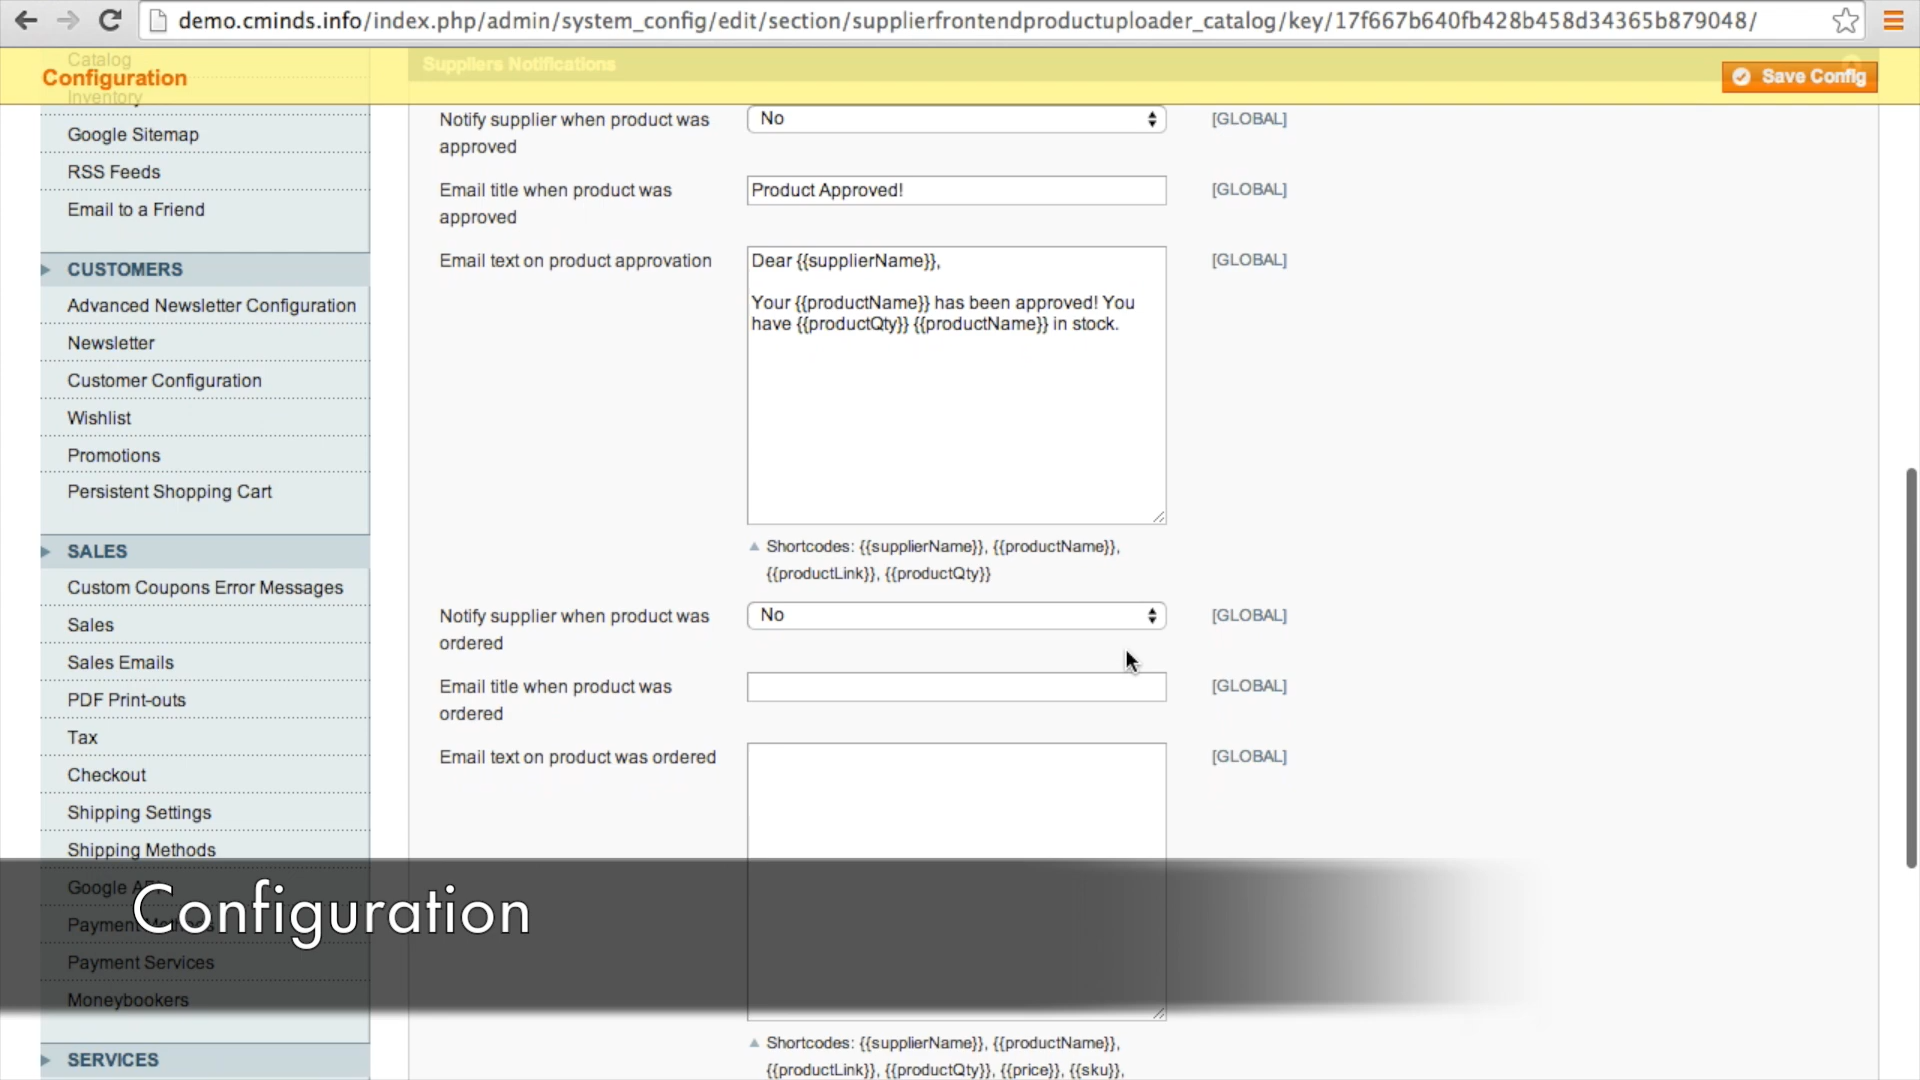 demo.cminds.info/index.php/admin/system_config/edit/section/supplierfrontendproductuploader_catalog/key/17f667b640fb428b458d34365b879048/
Catalog
Configuration
Inventory
Suppliers Notifications
Save Config
Google Sitemap
RSS Feeds
Email to a Friend
CUSTOMERS
Advanced Newsletter Configuration
Newsletter
Customer Configuration
Wishlist
Promotions
Persistent Shopping Cart
SALES
Custom Coupons Error Messages
Sales
Sales Emails
PDF Print-outs
Tax
Checkout
Shipping Settings
Shipping Methods
Google
Payment
Payment Services
Moneybookers
SERVICES
Notify supplier when product was
approved
No
[GLOBAL]
Email title when product was
approved
Product Approved!
[GLOBAL]
Email text on product approvation
Dear {{supplierName}},
Your {{productName}} has been approved! You
have {{productQty}} {{productName}} in stock.
[GLOBAL]
Shortcodes: {{supplierName}}, {{productName}},
{{productLink}}, {{productQty}}
Notify supplier when product was
ordered
No
[GLOBAL]
Email title when product was
ordered
[GLOBAL]
Email text on product was ordered
[GLOBAL]
Shortcodes: {{supplierName}}, {{productName}},
{{productLink}}, {{productQty}}, {{price}}, {{sku}},
Configuration